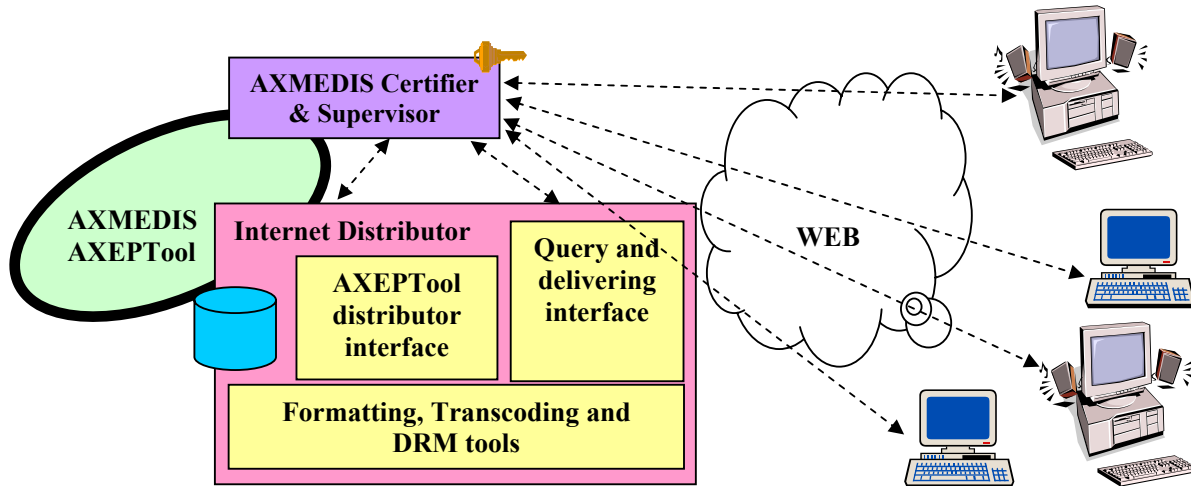 AXMEDIS Certifier
& Supervisor
AXMEDIS
AXEPTool
Internet Distributor
AXEPTool
distributor
interface
Query and
delivering
interface
Formatting, Transcoding and
DRM tools
WEB